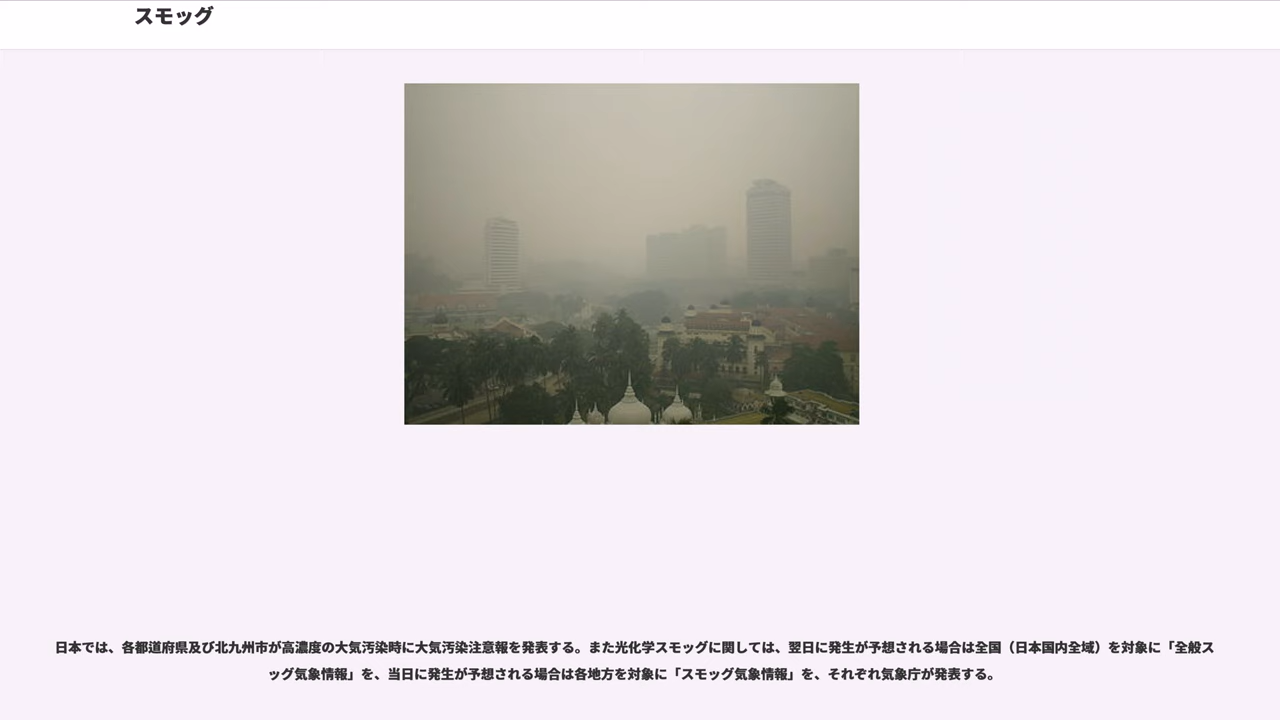 スモッグ
日本では、各都道府県及び北九州市が高濃度の大気汚染時に大気汚染注意報を発表する。また光化学スモッグに関しては、翌日に発生が予想される場合は全国（日本国内全域）を対象に「全般ス
ッグ気象情報」を、当日に発生が予想される場合は各地方を対象に「スモッグ気象情報」を、それぞれ気象庁が発表する。